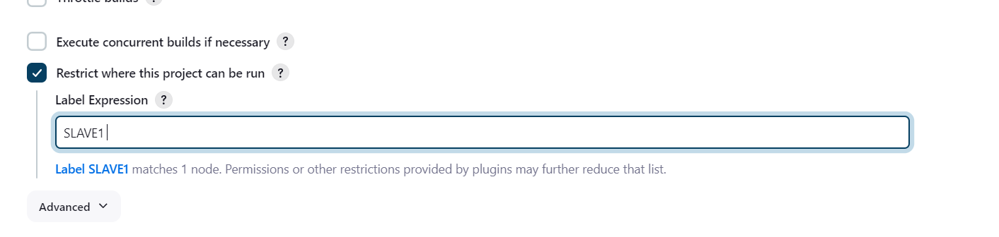 Throttle builds ?
Execute concurrent builds if necessary ?
Restrict where this project can be run ?
Label Expression ?
SLAVE1
Label SLAVE1 matches 1 node. Permissions or other restrictions provided by plugins may further reduce that list.
Advanced